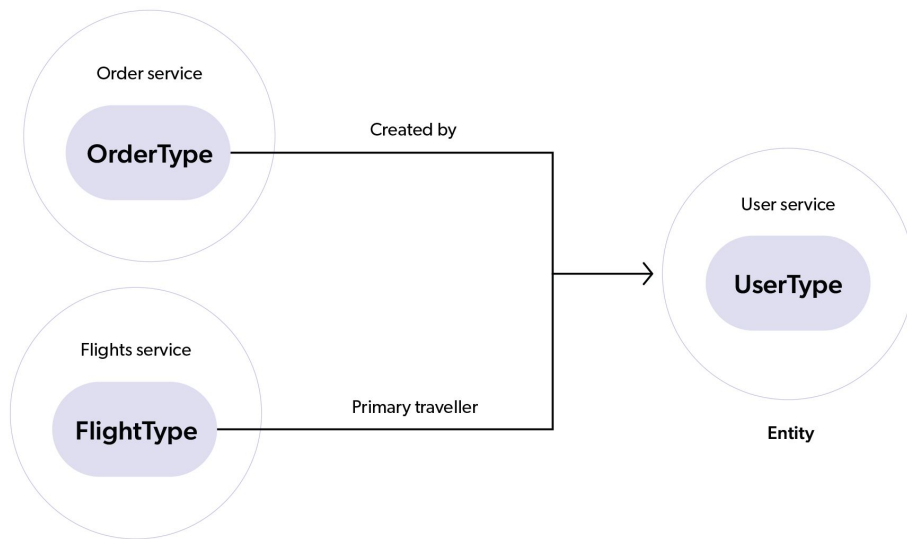 Order service
OrderType
Created by
User service
UserType
Flights service
FlightType
Primary traveller
Entity